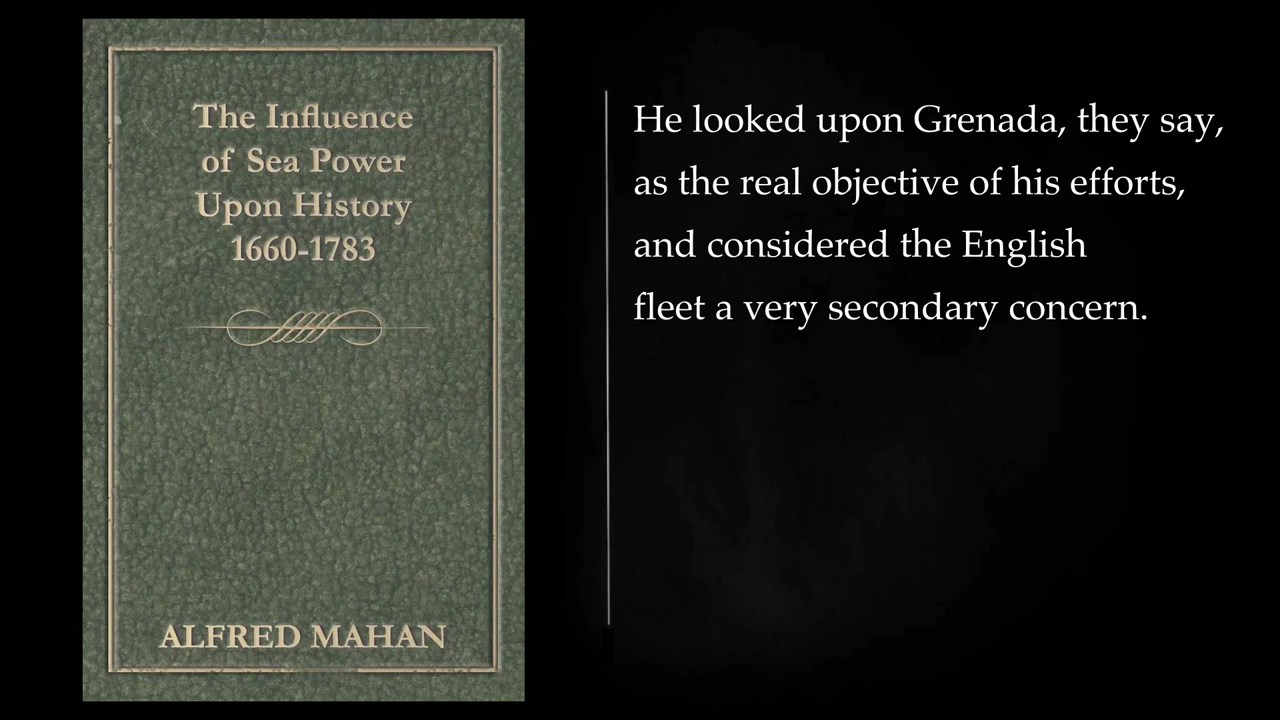 The Influence
of Sea Power
Upon History
1660-1783
ALFRED MAHAN
He looked upon Grenada, they say,
as the real objective of his efforts,
and considered the English
fleet a very secondary concern.